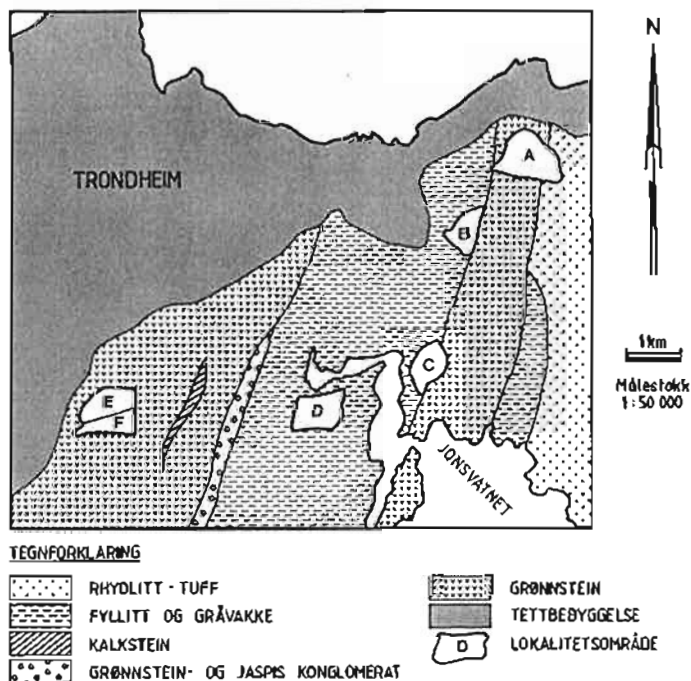 N
A
TRONDHEIM
B
1km
C
Målestokk
1:50 000
E
D
F
JONSVATNET
TEGNFORKLARING
RHYOLITT - TUFF
GRØNNSTEIN
FYLLITT OG GRÅVAKKE
TETTBEBYGGELSE
KALKSTEIN
D
LOKALITETSOMRÅDE
GRØNNSTEIN- OG JASPIS KONGLOMERAT